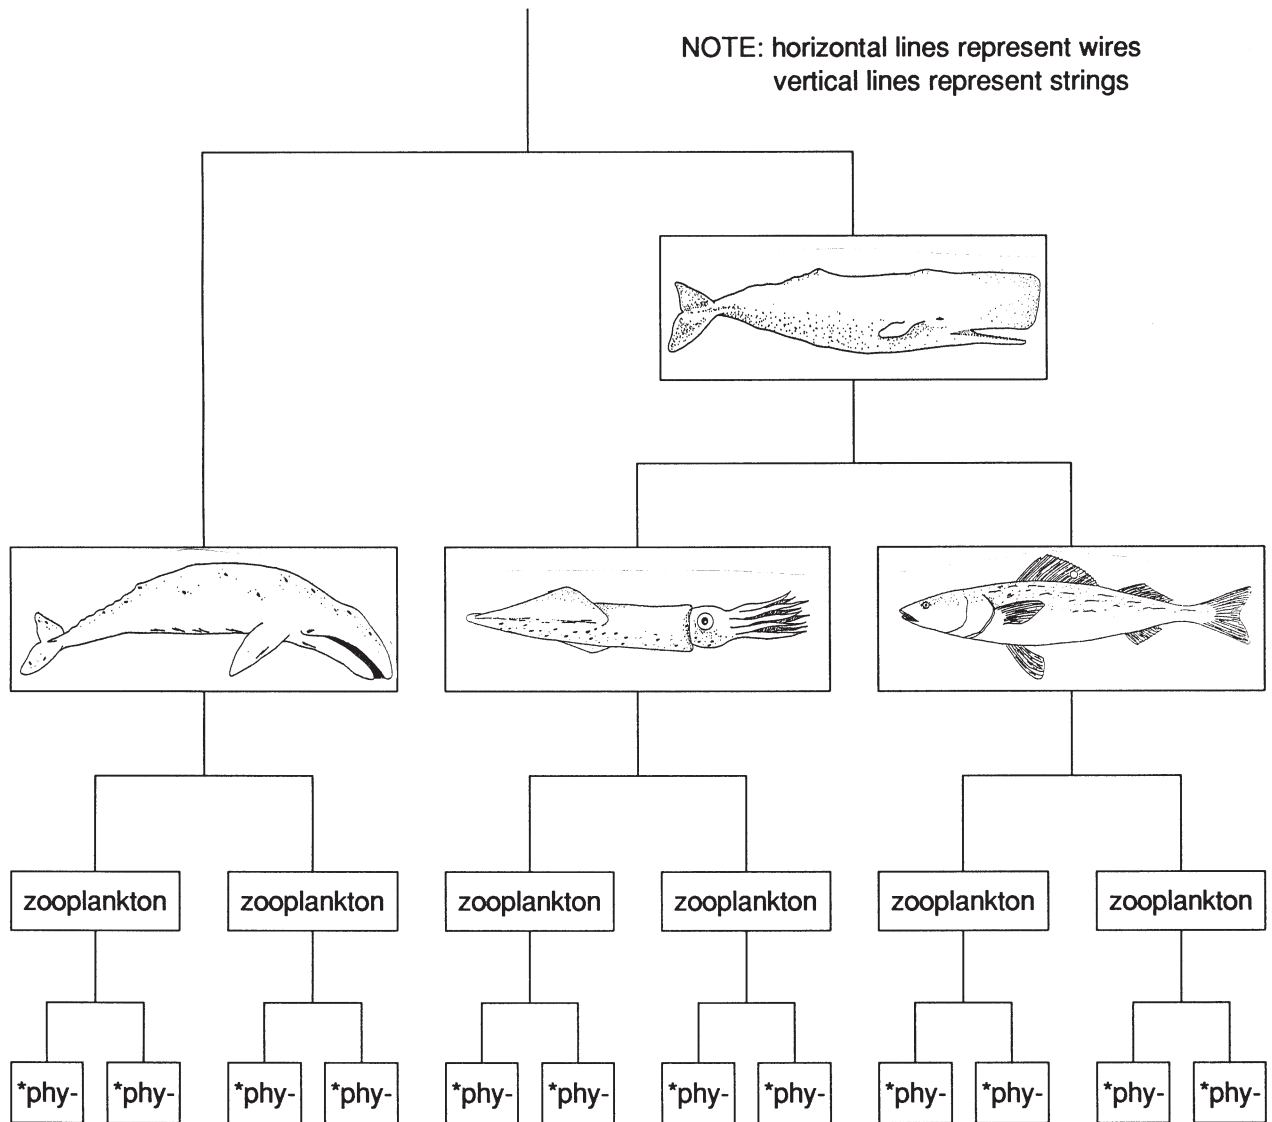 NOTE: horizontal lines represent wires
vertical lines represent strings
zooplankton zooplankton zooplankton zooplankton zooplankton zooplankton
*phy- *phy- *phy- *phy- *phy- *phy- *phy- *phy- *phy- *phy- *phy- *phy-